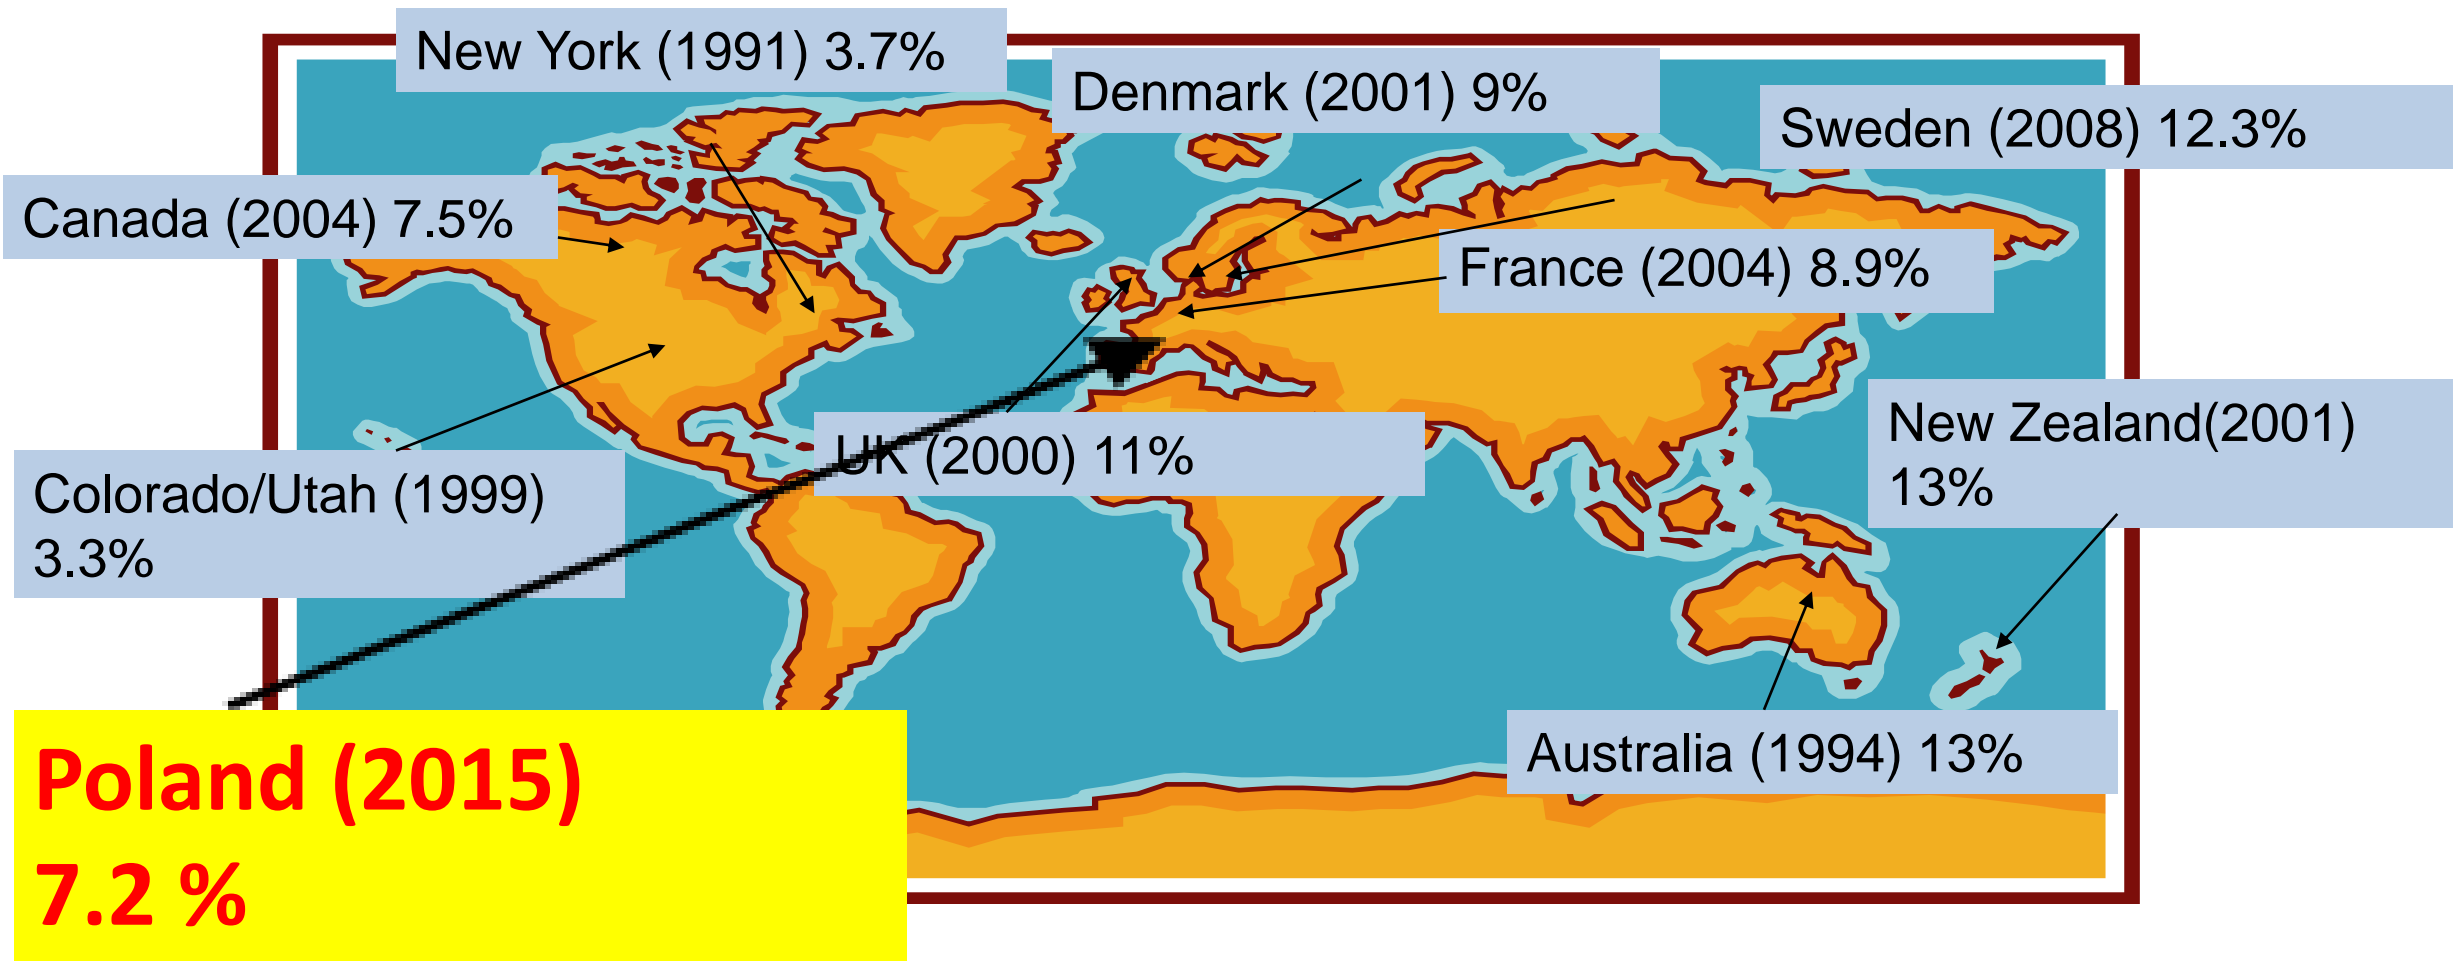 New York (1991) 3.7%
Denmark (2001) 9%
Sweden (2008) 12.3%
Canada (2004) 7.5%
France (2004) 8.9%
New Zealand(2001)
13%
UK (2000) 11%
Colorado/Utah (1999)
3.3%
Australia (1994) 13%
Poland (2015)
7.2 %